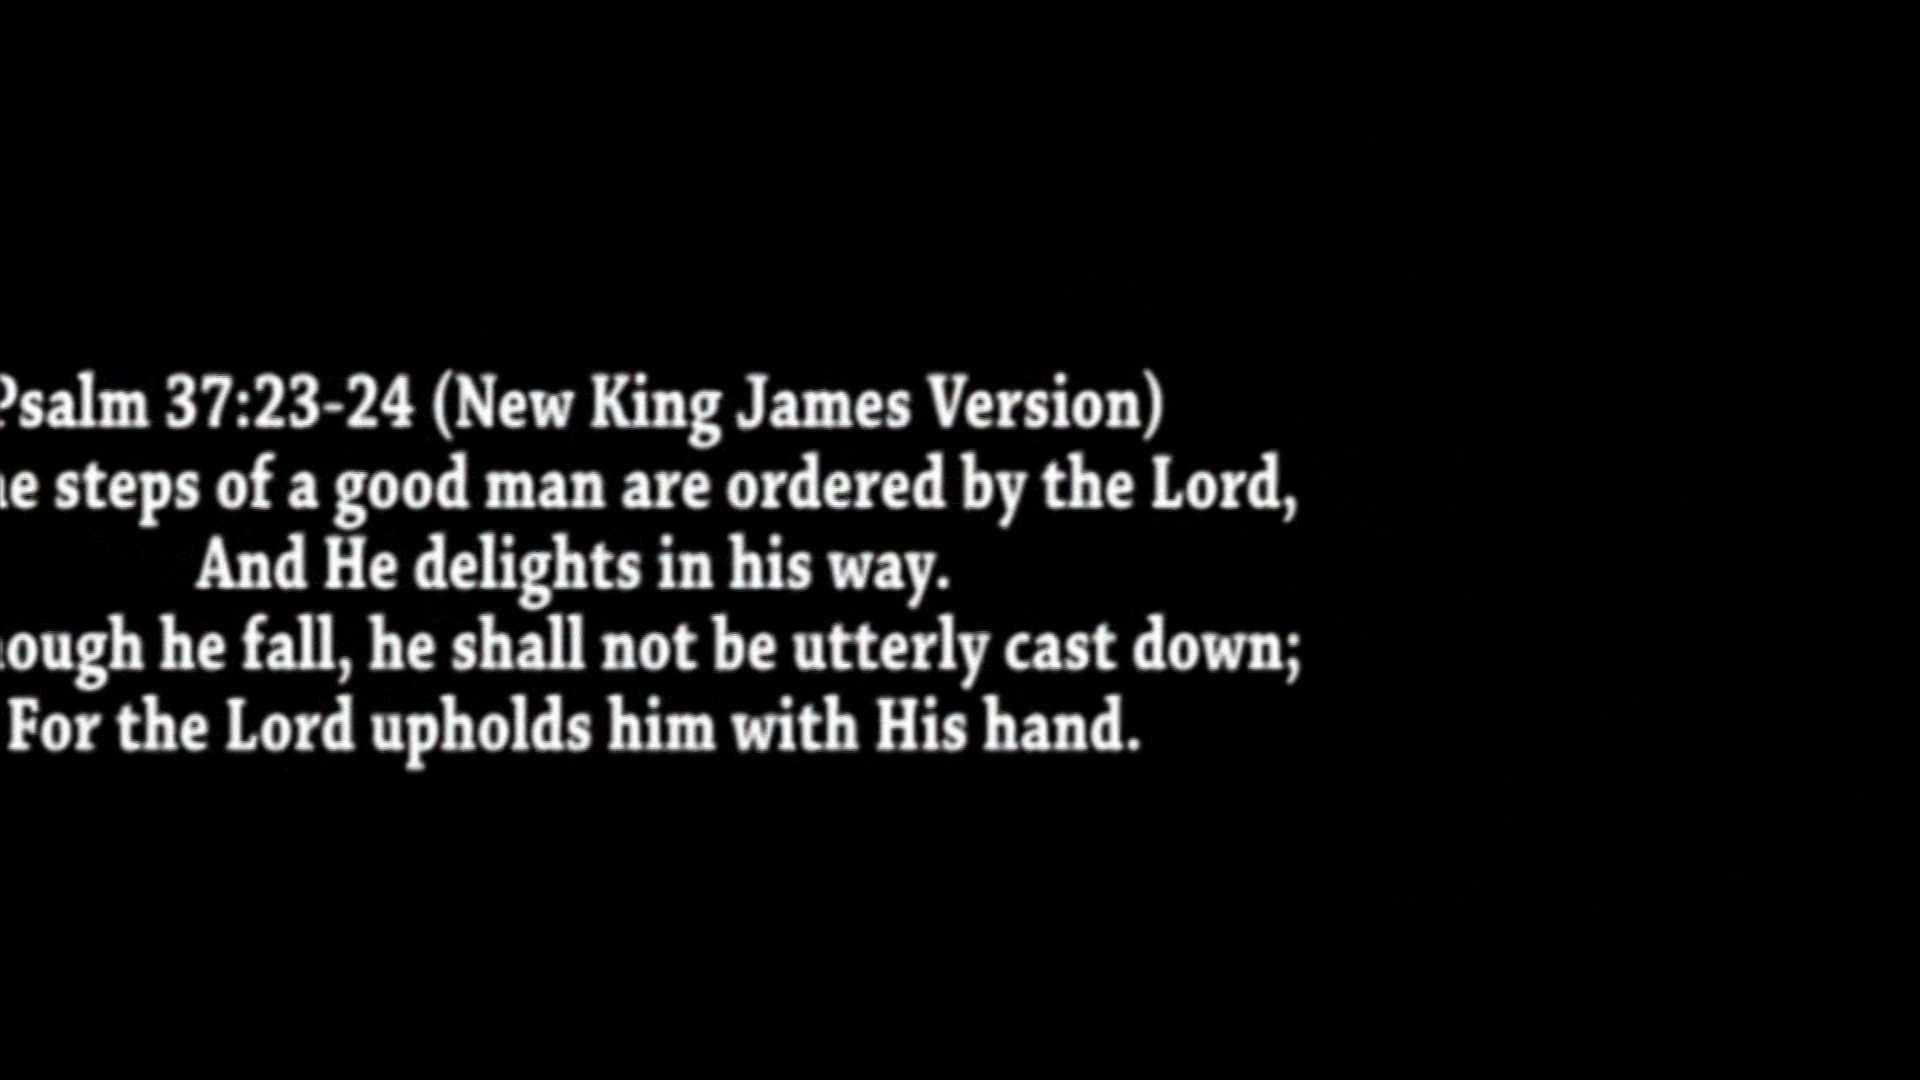 Psalm 37:23-24 (New King James Version)
he steps of a good man are ordered by the Lord,
And He delights in his way.
hough he fall, he shall not be utterly cast down;
For the Lord upholds him with His hand.